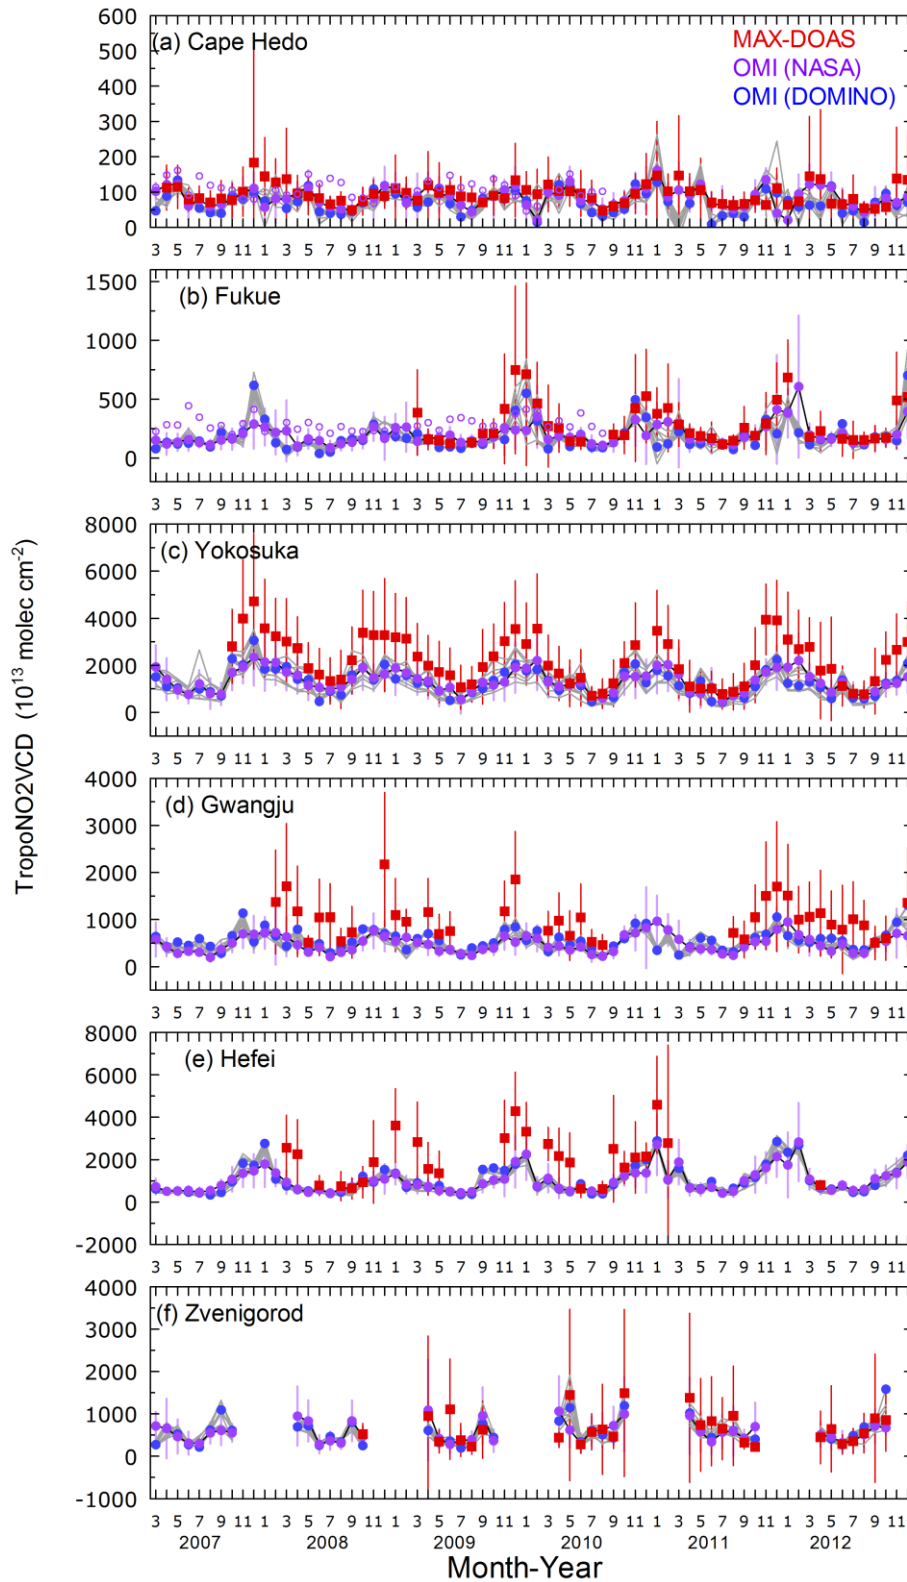 (a) Cape Hedo
MAX-DOAS
OMI (NASA)
OMI (DOMINO)
600
500
400
300
200
100
0
3 5 7 9 11 1 3 5 7 9 11 1 3 5 7 9 11 1 3 5 7 9 11 1 3 5 7 9 11 1 3 5 7 9 11
(b) Fukue
1500
1000
500
0
3 5 7 9 11 1 3 5 7 9 11 1 3 5 7 9 11 1 3 5 7 9 11 1 3 5 7 9 11 1 3 5 7 9 11
(c) Yokosuka
8000
6000
4000
2000
0
3 5 7 9 11 1 3 5 7 9 11 1 3 5 7 9 11 1 3 5 7 9 11 1 3 5 7 9 11 1 3 5 7 9 11
TropoNO2VCD (10¹³ molec cm⁻²)
(d) Gwangju
4000
3000
2000
1000
0
3 5 7 9 11 1 3 5 7 9 11 1 3 5 7 9 11 1 3 5 7 9 11 1 3 5 7 9 11 1 3 5 7 9 11
(e) Hefei
8000
6000
4000
2000
0
-2000
3 5 7 9 11 1 3 5 7 9 11 1 3 5 7 9 11 1 3 5 7 9 11 1 3 5 7 9 11 1 3 5 7 9 11
(f) Zvenigorod
4000
3000
2000
1000
0
-1000
3 5 7 9 11 1 3 5 7 9 11 1 3 5 7 9 11 1 3 5 7 9 11 1 3 5 7 9 11 1 3 5 7 9 11
2007 2008 2009 2010 2011 2012
Month-Year